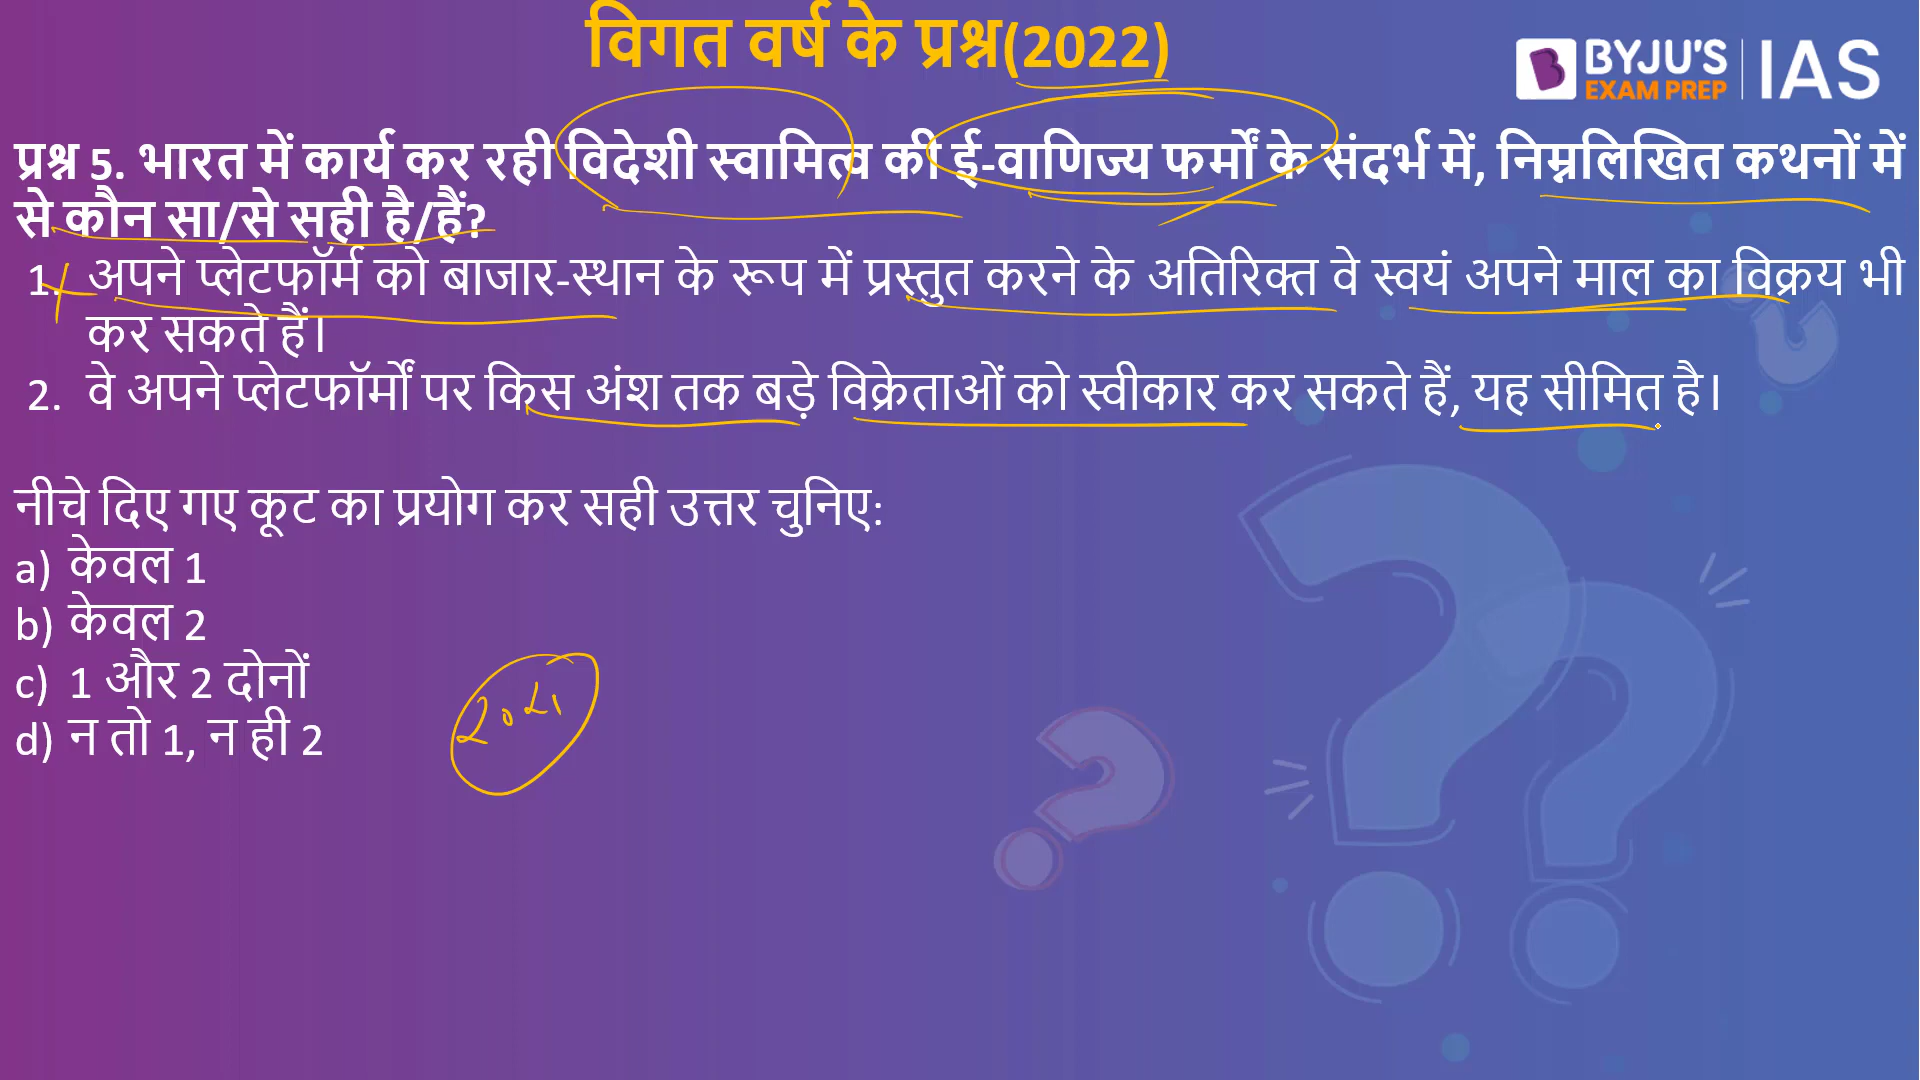 विगत वर्ष के प्रश्न(2022)
BYJU'S
EXAM PREP
IAS
प्रश्न 5. भारत में कार्य कर रही विदेशी स्वामित्व की ई-वाणिज्य फर्मों के संदर्भ में, निम्नलिखित कथनों में
से कौन सा/से सही है/हैं?
1. अपने प्लेटफॉर्म को बाजार-स्थान के रूप में प्रस्तुत करने के अतिरिक्त वे स्वयं अपने माल का विक्रय भी
कर सकते हैं।
2. वे अपने प्लेटफॉर्मों पर किस अंश तक बड़े विक्रेताओं को स्वीकार कर सकते हैं, यह सीमित है।
नीचे दिए गए कूट का प्रयोग कर सही उत्तर चुनिए:
a) केवल 1
b) केवल 2
c) 1 और 2 दोनों
d) न तो 1, न ही 2